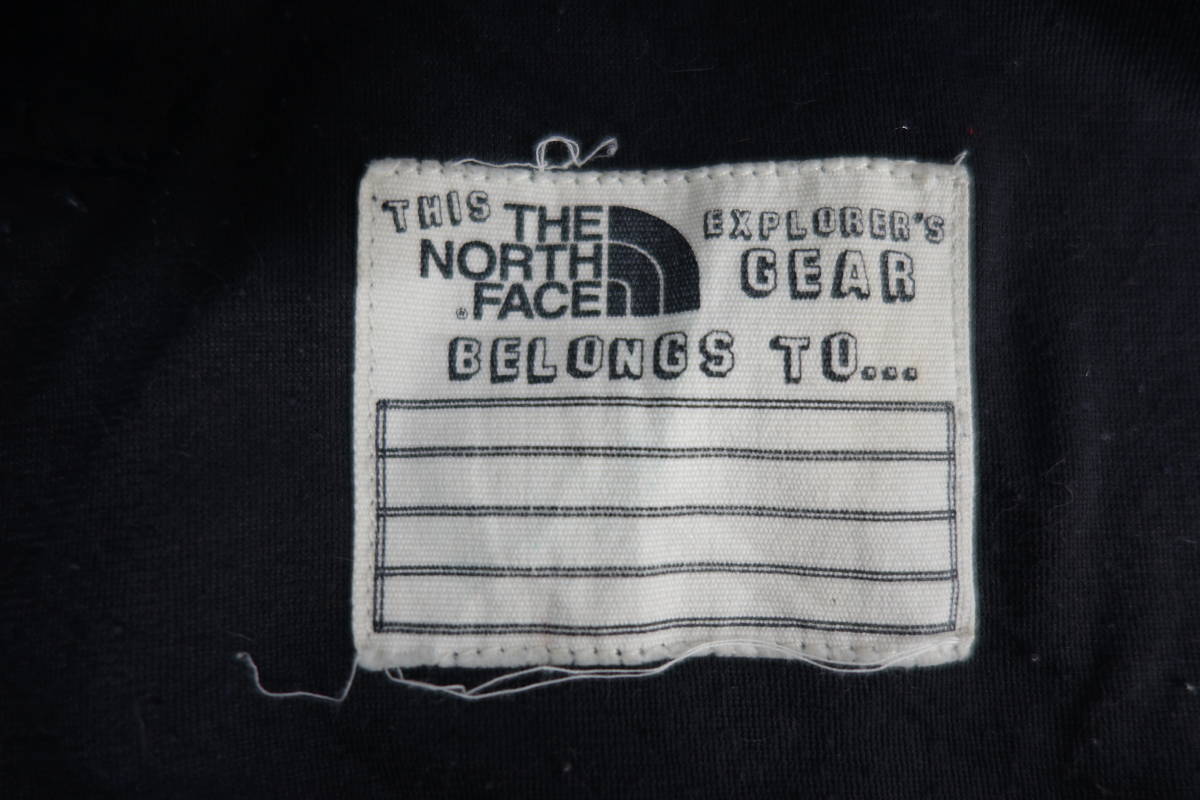 THIS THE NORTH FACE® EXPLORER'S GEAR
BELONGS TO...